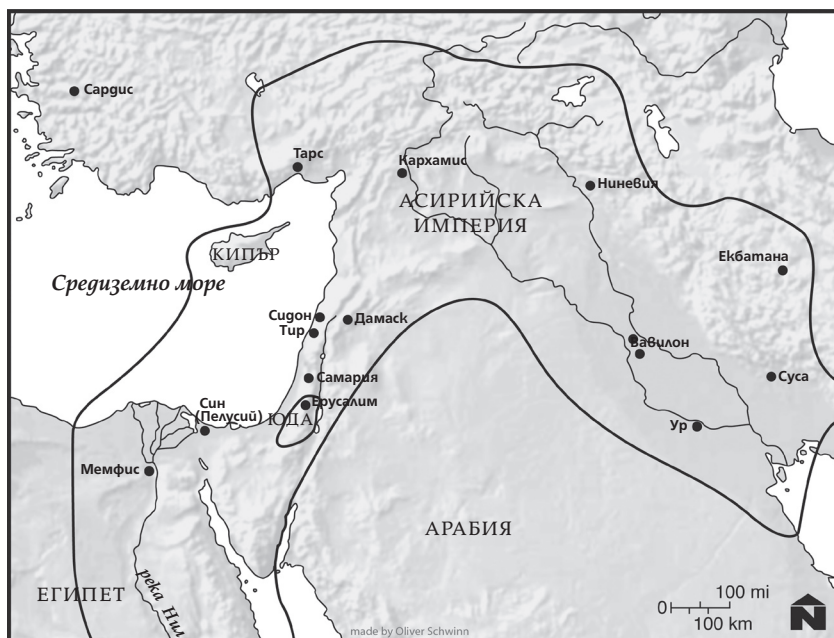 Сардис
Тарс
Кархамис
Ниневия
АСИРИЙСКА
ИМПЕРИЯ
КИПЪР
Екбатана
Средиземно море
Сидон
Дамаск
Тир
Вавилон
Самария
Суса
Син
(Пелусий)
Ерусалим
ЮДА
Ур
Мемфис
АРАБИЯ
ЕГИПЕТ
река Нил
0
100 mi
100 km
N
made by Oliver Schwinn